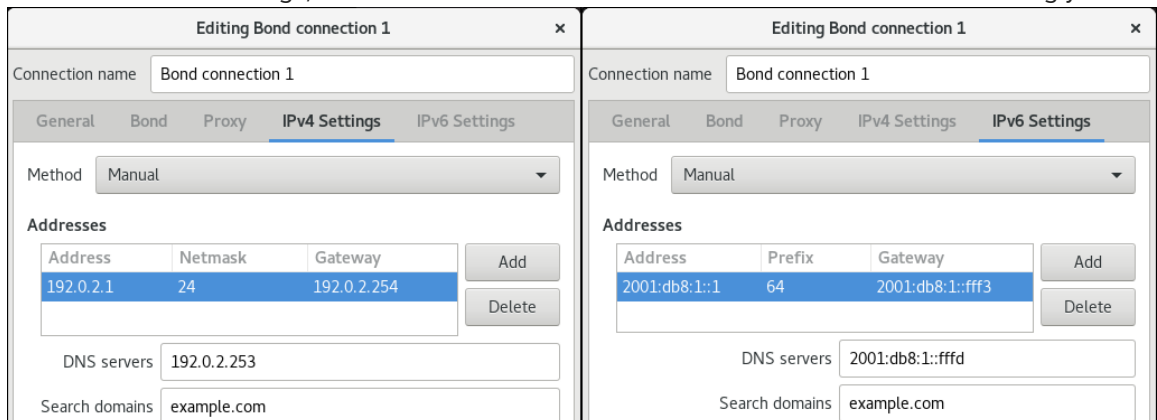 Editing Bond connection 1 ×
Connection name Bond connection 1
General Bond Proxy IPv4 Settings IPv6 Settings
Method Manual
Addresses
Address Netmask Gateway
192.0.2.1 24 192.0.2.254
Add
Delete
DNS servers 192.0.2.253
Search domains example.com
Editing Bond connection 1 ×
Connection name Bond connection 1
General Bond Proxy IPv4 Settings IPv6 Settings
Method Manual
Addresses
Address Prefix Gateway
2001:db8:1::1 64 2001:db8:1::fff3
Add
Delete
DNS servers 2001:db8:1::fffd
Search domains example.com